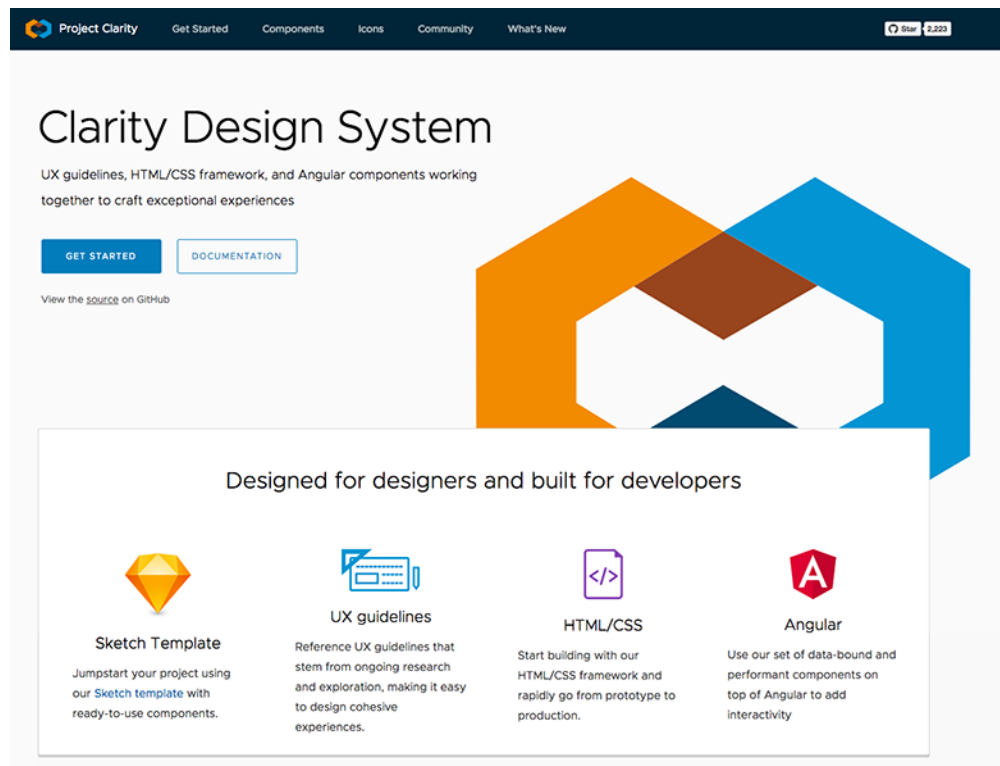 Project Clarity
Get Started
Components
Icons
Community
What's New
Star
2,223
Clarity Design System
UX guidelines, HTML/CSS framework, and Angular components working
together to craft exceptional experiences
GET STARTED
DOCUMENTATION
View the source on GitHub
Designed for designers and built for developers
Sketch Template
Jumpstart your project using
our Sketch template with
ready-to-use components.
UX guidelines
Reference UX guidelines that
stem from ongoing research
and exploration, making it easy
to design cohesive
experiences.
</>
HTML/CSS
Start building with our
HTML/CSS framework and
rapidly go from prototype to
production.
A
Angular
Use our set of data-bound and
performant components on
top of Angular to add
interactivity